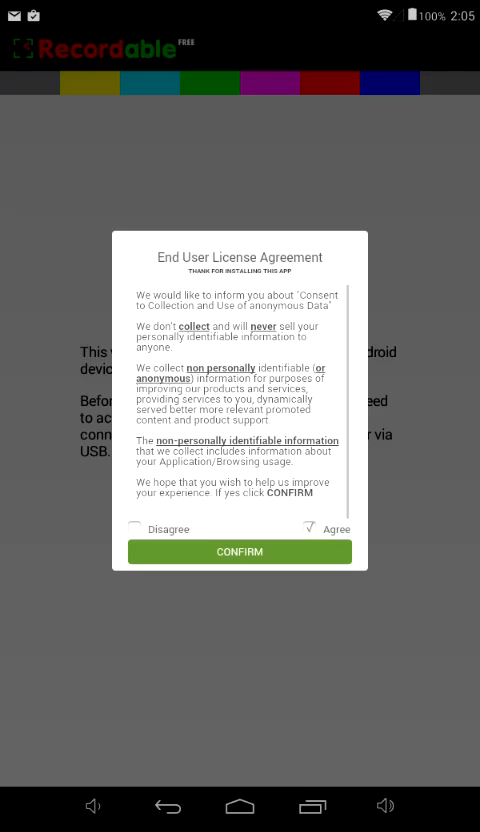 100% 2:05
Recordable FREE
End User License Agreement
THANK FOR INSTALLING THIS APP
We would like to inform you about "Consent
to Collection and Use of anonymous Data"
We don't collect and will never sell your
personally identifiable information to
anyone.
We collect non personally identifiable (or
anonymous) information for purposes of
improving our products and services,
providing services to you, dynamically
served better more relevant promoted
content and product support
The non-personally identifiable information
that we collect includes information about
your Application/Browsing usage.
We hope that you wish to help us improve
your experience. If yes click CONFIRM
Disagree Agree
CONFIRM
This droid
devic
Befor eed
to ac
conn r via
USB.